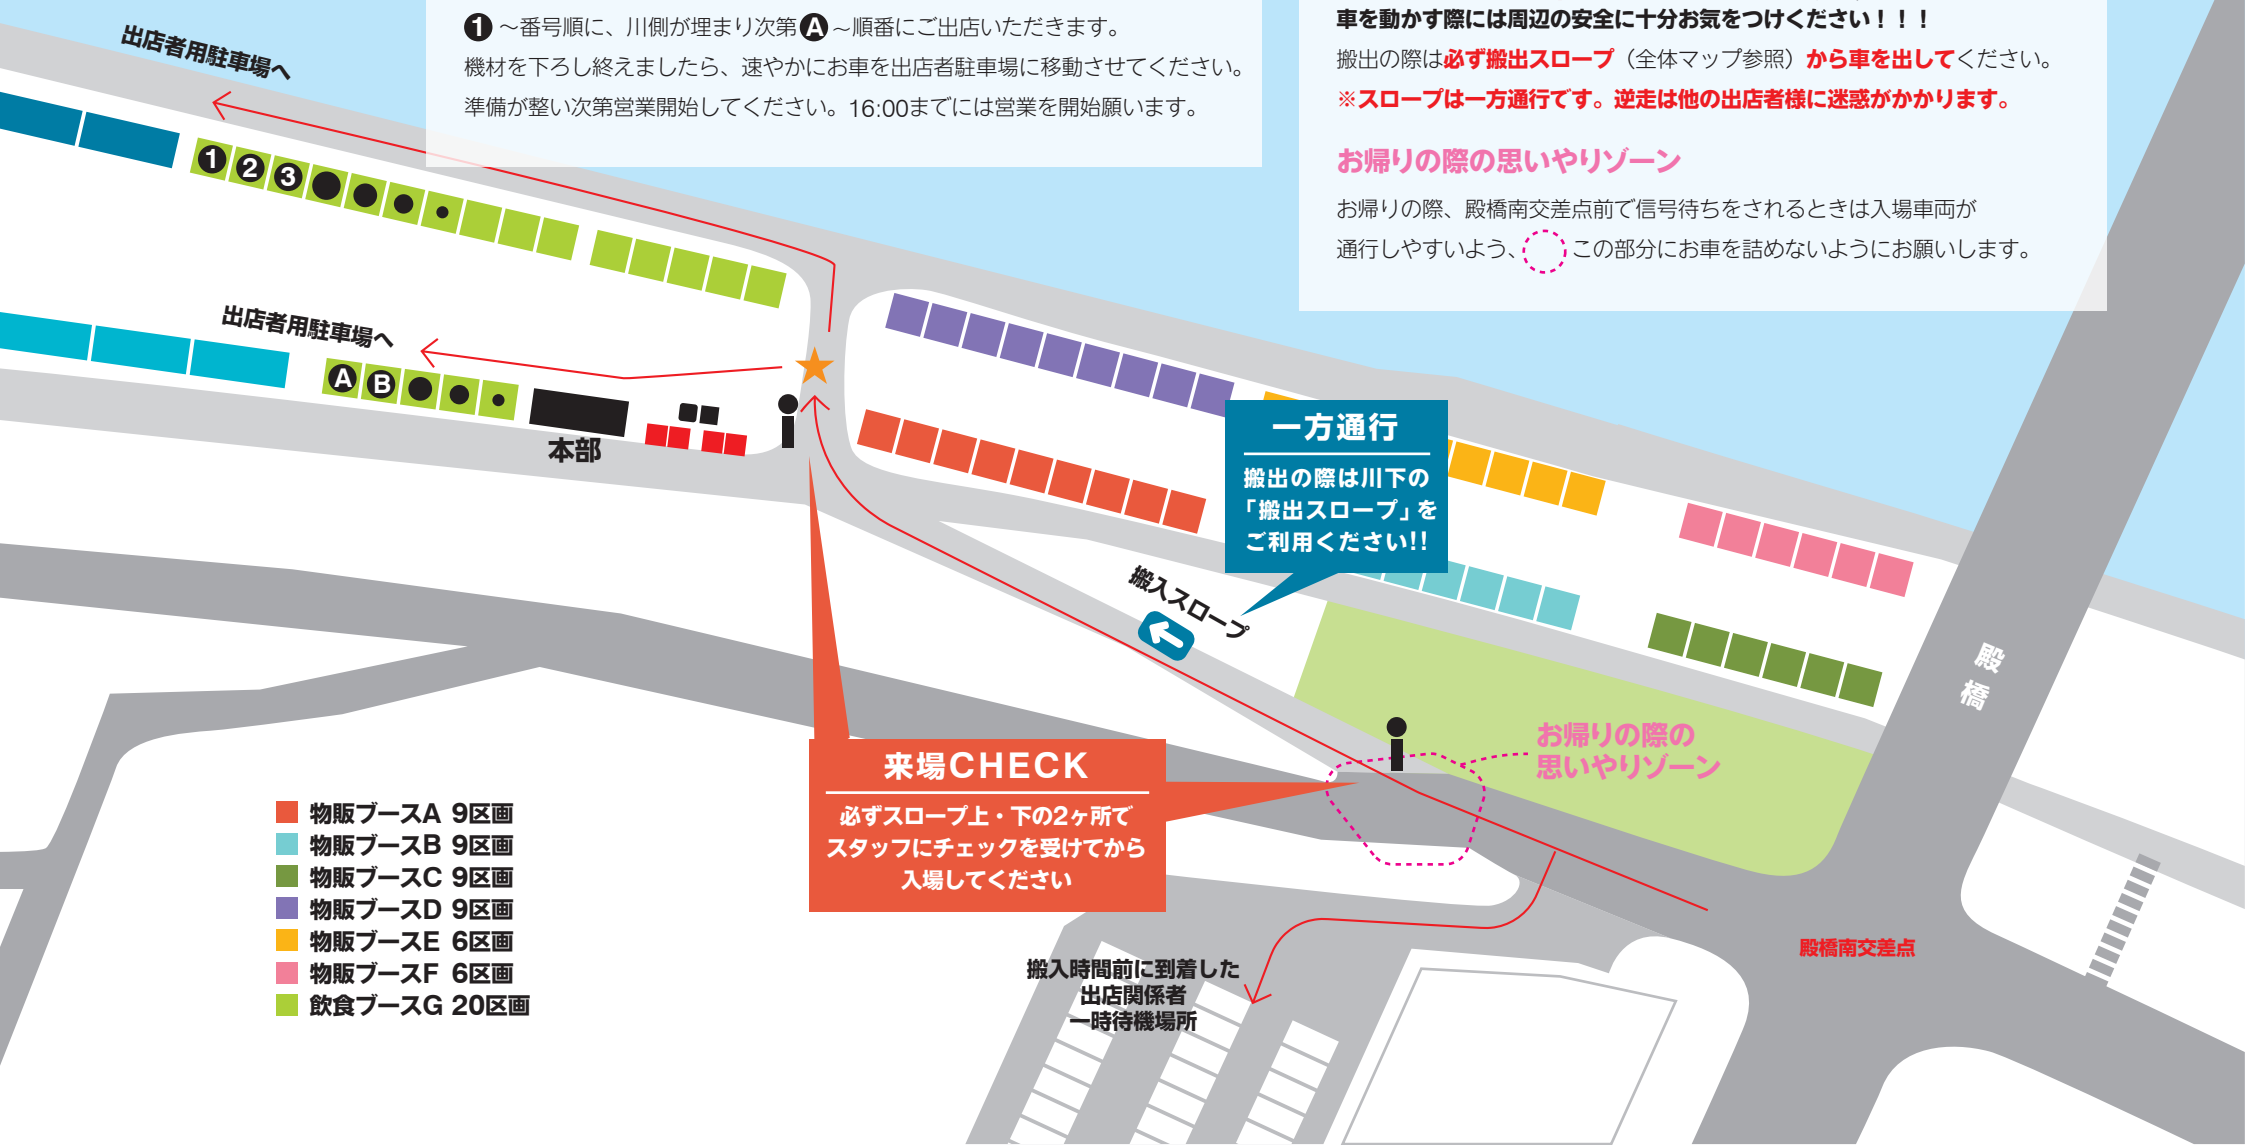 ❶～番号順に、川側が埋まり次第Ⓐ～順番にご出店いただきます。
機材を下ろし終えましたら、速やかにお車を出店者駐車場に移動させてください。
準備が整い次第営業開始してください。16:00までには営業を開始願います。
車を動かす際には周辺の安全に十分お気をつけください！！！
搬出の際は必ず搬出スロープ（全体マップ参照）から車を出してください。
※スロープは一方通行です。逆走は他の出店者様に迷惑がかかります。
お帰りの際の思いやりゾーン
お帰りの際、殿橋南交差点前で信号待ちをされるときは入場車両が
通行しやすいよう、 この部分にお車を詰めないようにお願いします。
出店者用駐車場へ
1 2 3
出店者用駐車場へ
A B
本部
一方通行
搬出の際は川下の
「搬出スロープ」を
ご利用ください!!
搬入スロープ
殿橋
お帰りの際の
思いやりゾーン
来場CHECK
必ずスロープ上・下の2ヶ所で
スタッフにチェックを受けてから
入場してください
物販ブースA 9区画
物販ブースB 9区画
物販ブースC 9区画
物販ブースD 9区画
物販ブースE 6区画
物販ブースF 6区画
飲食ブースG 20区画
殿橋南交差点
搬入時間前に到着した
出店関係者
一時待機場所